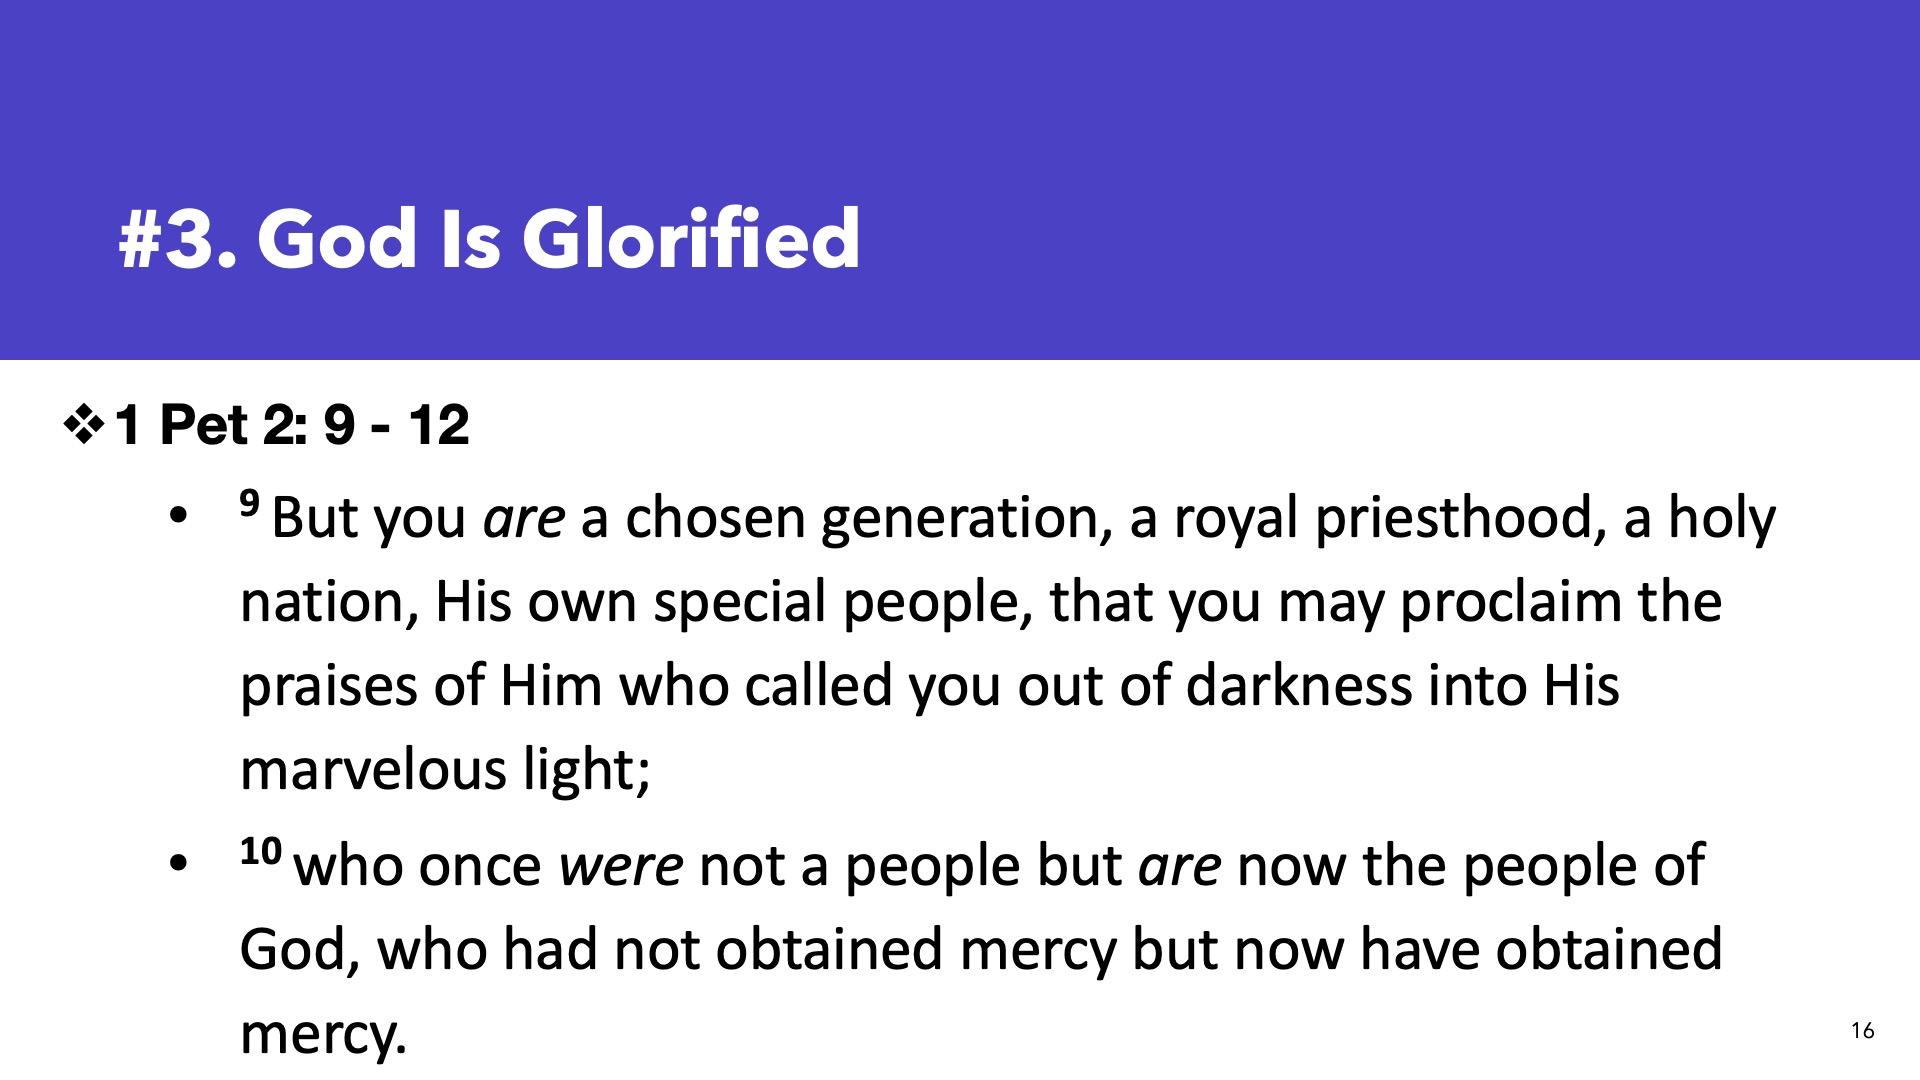 #3. God Is Glorified
❖1 Pet 2: 9 - 12
• 9 But you are a chosen generation, a royal priesthood, a holy
nation, His own special people, that you may proclaim the
praises of Him who called you out of darkness into His
marvelous light;
• 10 who once were not a people but are now the people of
God, who had not obtained mercy but now have obtained
mercy.
16